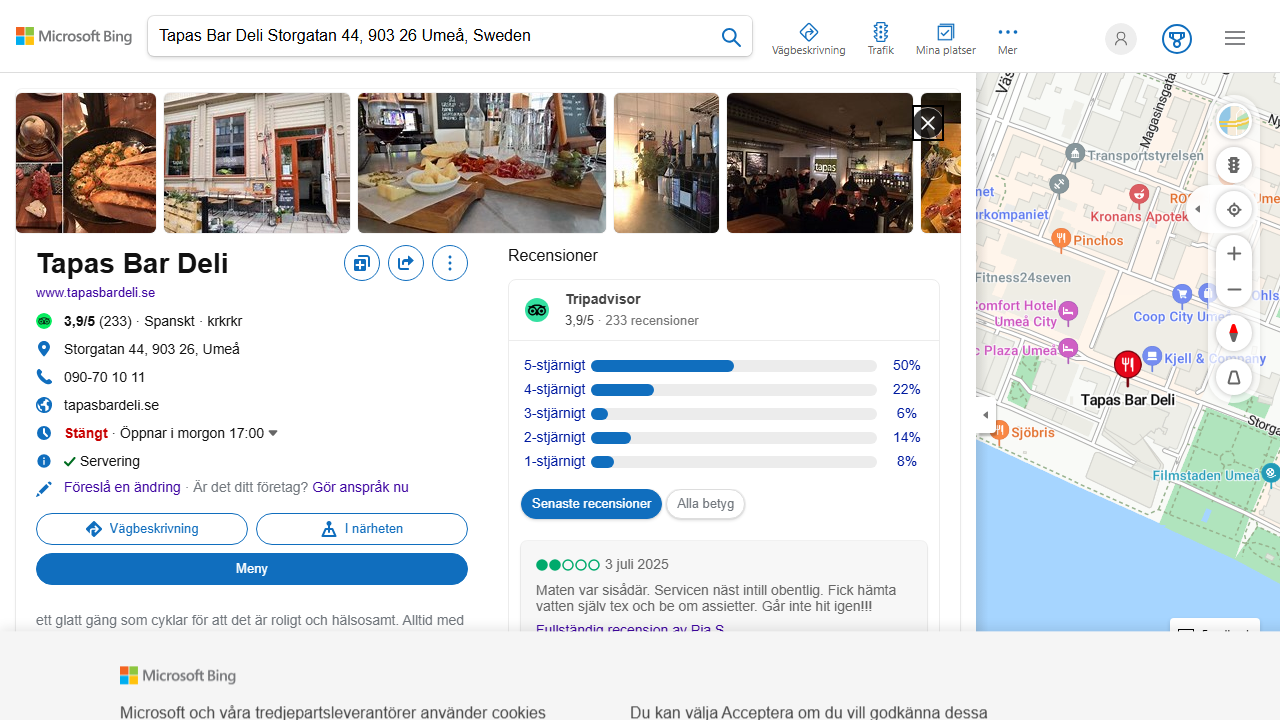 Microsoft Bing
Tapas Bar Deli Storgatan 44, 903 26 Umeå, Sweden
Vägbeskrivning
Trafik
Mina platser
Mer
tapas
Tapas Bar Deli
www.tapasbardeli.se
3,9/5 (233) · Spanskt · krkrkr
Storgatan 44, 903 26, Umeå
090-70 10 11
tapasbardeli.se
Stängt · Öppnar i morgon 17:00
Servering
Föreslå en ändring · Är det ditt företag? Gör anspråk nu
Vägbeskrivning
I närheten
Meny
ett glatt gäng som cyklar för att det är roligt och hälsosamt. Alltid med
Recensioner
Tripadvisor
3,9/5 · 233 recensioner
5-stjärnigt 50%
4-stjärnigt 22%
3-stjärnigt 6%
2-stjärnigt 14%
1-stjärnigt 8%
Senaste recensioner
Alla betyg
3 juli 2025
Maten var sisådär. Servicen näst intill obentlig. Fick hämta
vatten själv tex och be om assietter. Går inte hit igen!!!
Fullständig recension av Pia S
Magasinsgata
Transportstyrelsen
urkompaniet
Kronans Apotek
Pinchos
Fitness24seven
Comfort Hotel
Umeå City
Coop City Umeå
c Plaza Umeå
Kjell & Company
Tapas Bar Deli
Storga
Sjöbris
Filmstaden Umeå
Microsoft Bing
Microsoft och våra tredjepartsleverantörer använder cookies
Du kan välja Acceptera om du vill godkänna dessa